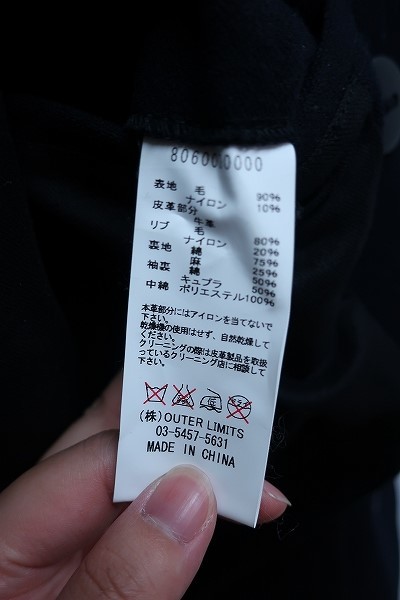 80600.0000
表地 毛 90%
ナイロン 10%
皮革部分 牛革
リブ 毛 80%
ナイロン 20%
裏地 綿 75%
麻 25%
袖裏 綿 50%
キュプラ 50%
中綿 ポリエステル100%
本革部分にはアイロンを当てないで
下さい。
乾燥機の使用はせず、自然乾燥して
ください。
クリーニングの際は皮革製品を取扱
っているクリーニング店に相談して
下さい。
(株)OUTER LIMITS
03-5457-5631
MADE IN CHINA